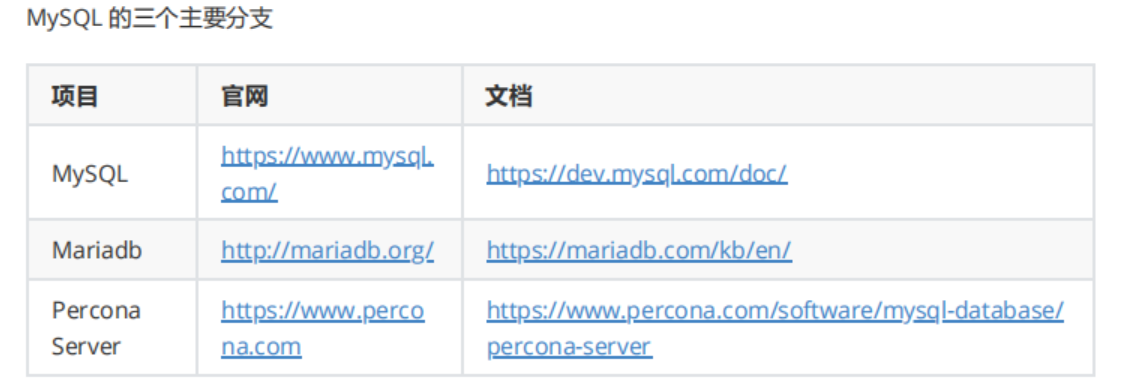 MySQL 的三个主要分支
项目 官网 文档
MySQL https://www.mysql.com/ https://dev.mysql.com/doc/
Mariadb http://mariadb.org/ https://mariadb.com/kb/en/
Percona Server https://www.percona.com https://www.percona.com/software/mysql-database/percona-server